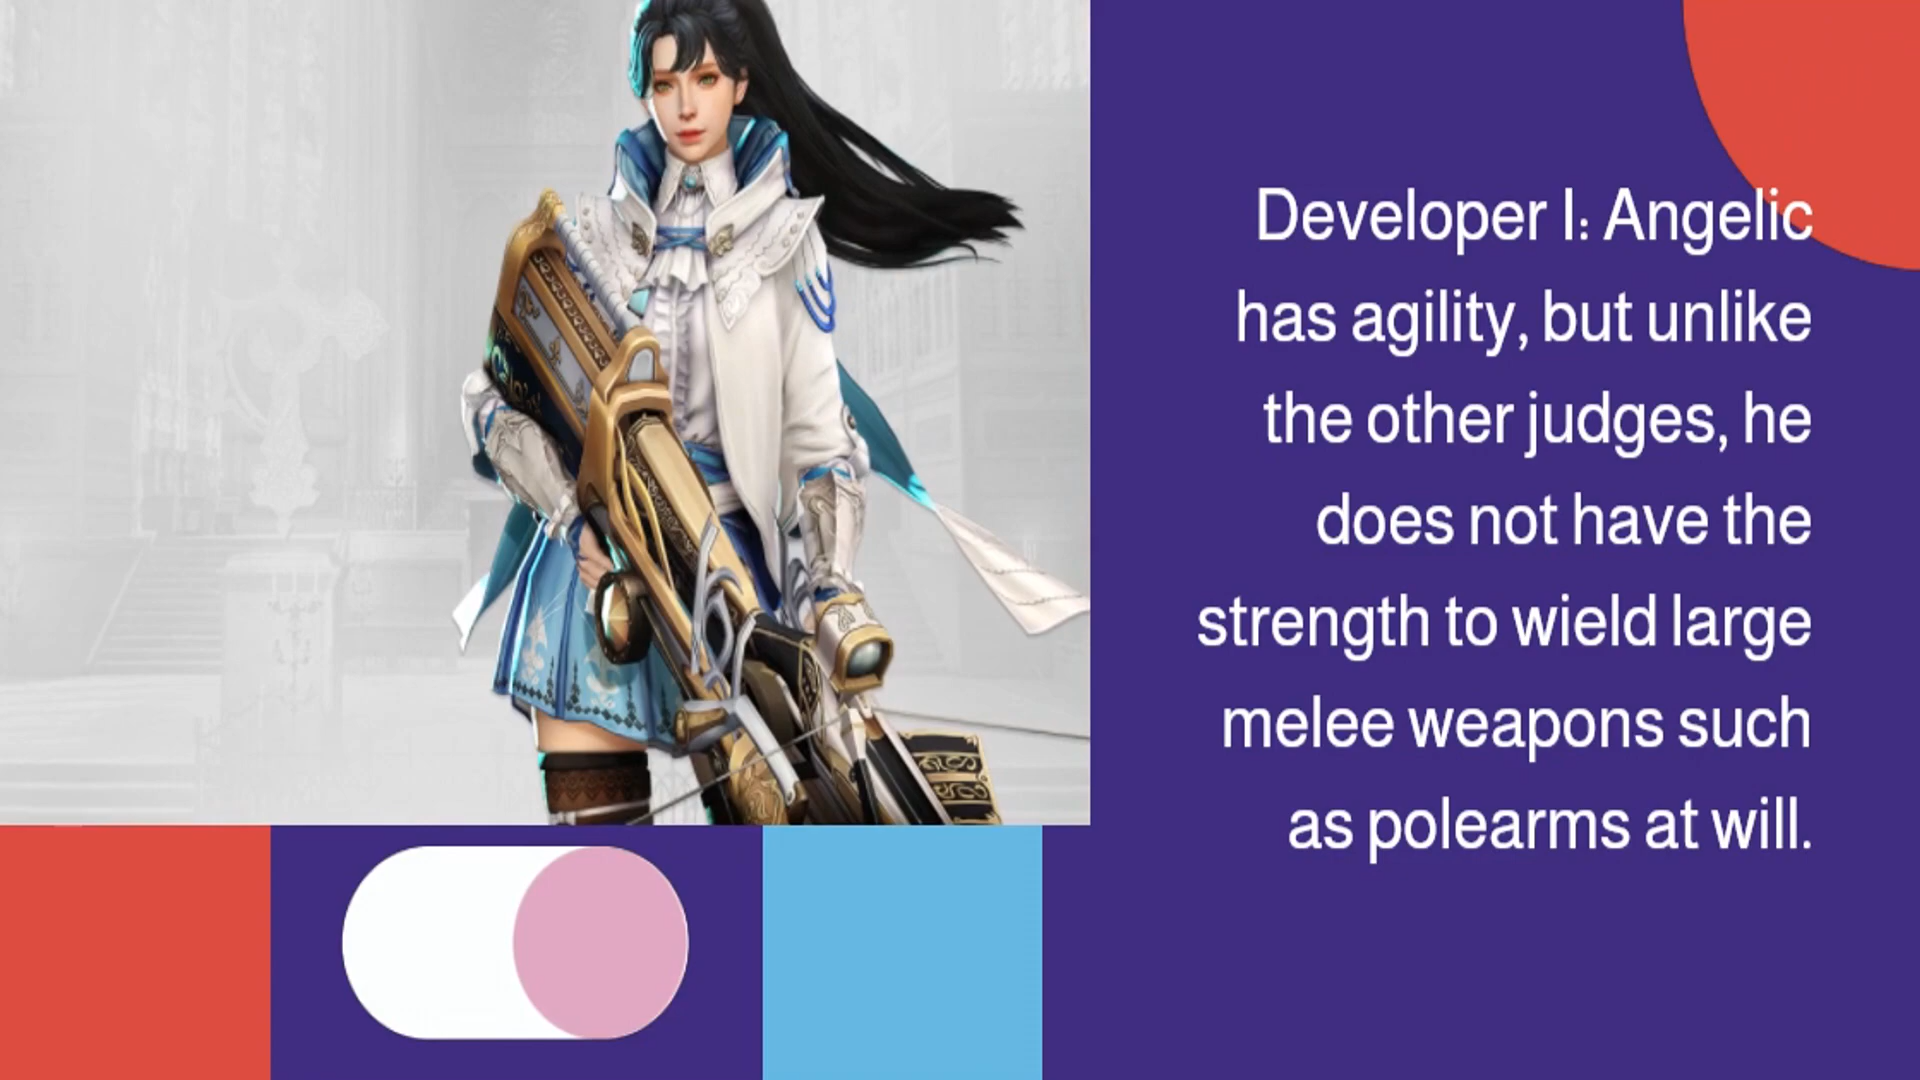 Developer I: Angelic
has agility, but unlike
the other judges, he
does not have the
strength to wield large
melee weapons such
as polearms at will.